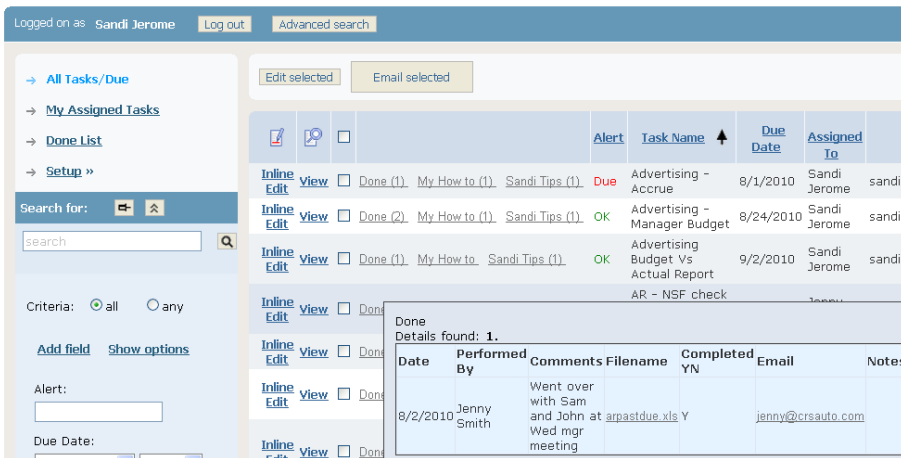 Logged on as Sandi Jerome Log out Advanced search
All Tasks/Due
My Assigned Tasks
Done List
Setup »
Search for:
search
Criteria: all any
Add field Show options
Alert:
Due Date:
Edit selected Email selected
Alert Task Name Due Date Assigned To
Inline Edit View Done (1) My How to (1) Sandi Tips (1) Due Advertising - Accrue 8/1/2010 Sandi Jerome sandi
Inline Edit View Done (2) My How to (1) Sandi Tips (1) OK Advertising - Manager Budget 8/24/2010 Sandi Jerome sandi
Inline Edit View Done (1) My How to Sandi Tips (1) OK Advertising Budget Vs Actual Report 9/2/2010 Sandi Jerome sandi
Inline Edit View Done AR - NSF check
Inline Edit View Done
Inline Edit View Done
Inline View Done
Done
Details found: 1.
Date Performed By Comments Filename Completed YN Email Notes
8/2/2010 Jenny Smith Went over with Sam and John at Wed mgr meeting arpastdue.xls Y jenny@crsauto.com